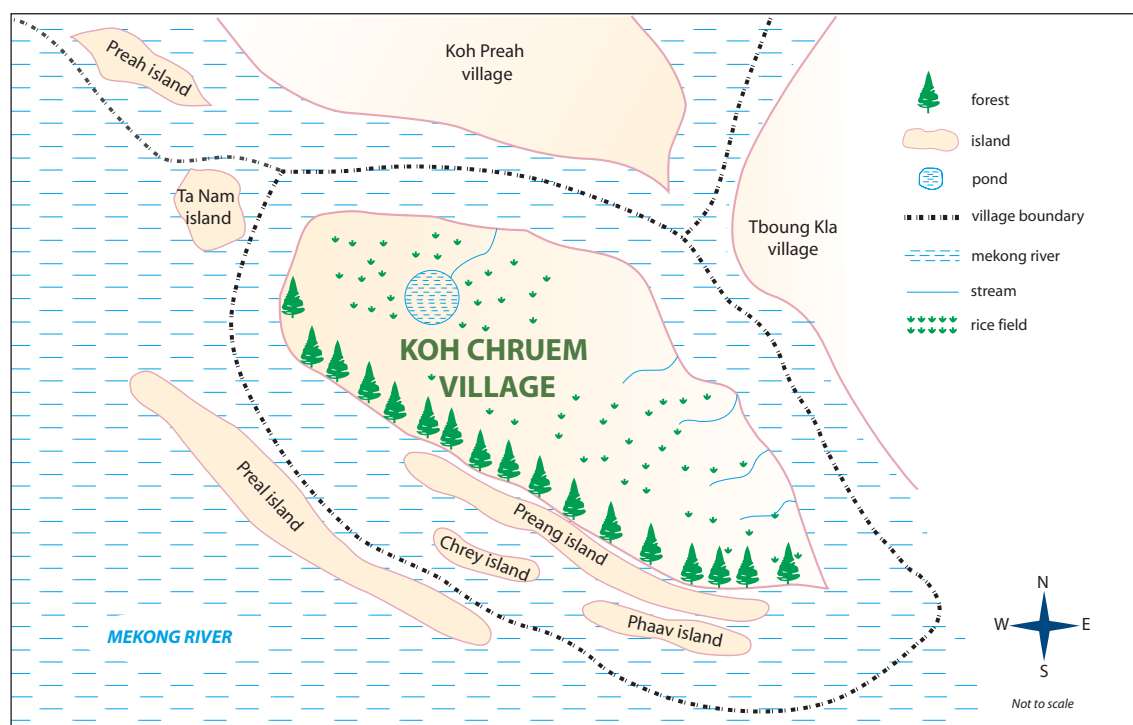 Preah island
Koh Preah
village
Ta Nam
island
Tboung Kla
village
KOH CHRUEM
VILLAGE
Preal island
Preang island
Chrey island
Phaav island
MEKONG RIVER
forest
island
pond
village boundary
mekong river
stream
rice field
N
W
E
S
Not to scale